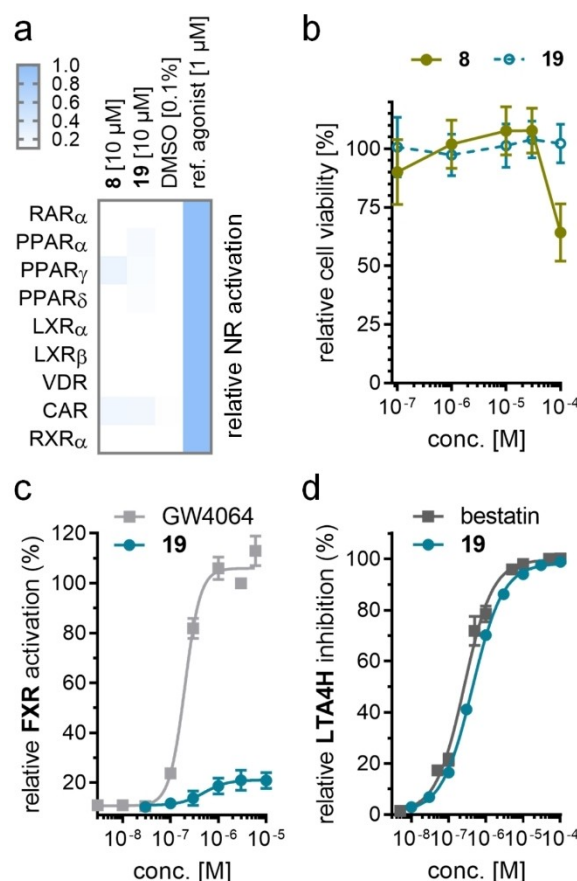 a
1.0
0.8
0.6
0.4
0.2
8 [10 µM]
19 [10 µM]
DMSO [0.1%]
ref. agonist [1 µM]
RARα
PPARα
PPARγ
PPARδ
LXRα
LXRβ
VDR
CAR
RXRα
relative NR activation
b
8 19
relative cell viability [%]
100
75
50
25
0
10⁻⁷ 10⁻⁶ 10⁻⁵ 10⁻⁴
conc. [M]
c
GW4064
19
relative FXR activation (%)
120
100
80
60
40
20
10⁻⁸ 10⁻⁷ 10⁻⁶ 10⁻⁵
conc. [M]
d
bestatin
19
relative LTA4H inhibition (%)
100
80
60
40
20
0
10⁻⁸ 10⁻⁷ 10⁻⁶ 10⁻⁵ 10⁻⁴
conc. [M]